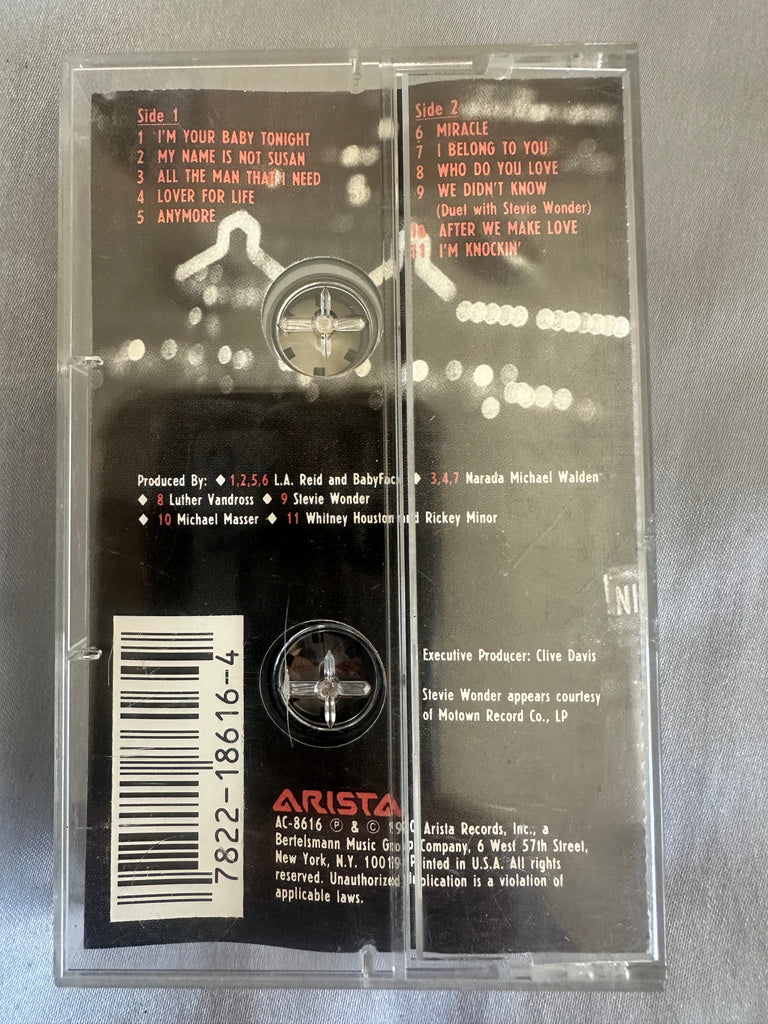 Side 1
1 I'M YOUR BABY TONIGHT
2 MY NAME IS NOT SUSAN
3 ALL THE MAN THAT I NEED
4 LOVER FOR LIFE
5 ANYMORE
Side 2
6 MIRACLE
7 I BELONG TO YOU
8 WHO DO YOU LOVE
9 WE DIDN'T KNOW
(Duet with Stevie Wonder)
10 AFTER WE MAKE LOVE
11 I'M KNOCKIN'
Produced By: ◆ 1,2,5,6 L.A. Reid and BabyFace ◆ 3,4,7 Narada Michael Walden
◆ 8 Luther Vandross ◆ 9 Stevie Wonder
◆ 10 Michael Masser ◆ 11 Whitney Houston and Rickey Minor
Executive Producer: Clive Davis
Stevie Wonder appears courtesy
of Motown Record Co., LP
7822-18616-4
ARISTA
AC-8616 ℗ & © 1990 Arista Records, Inc., a
Bertelsmann Music Group Company, 6 West 57th Street,
New York, N.Y. 10019 Printed in U.S.A. All rights
reserved. Unauthorized duplication is a violation of
applicable laws.